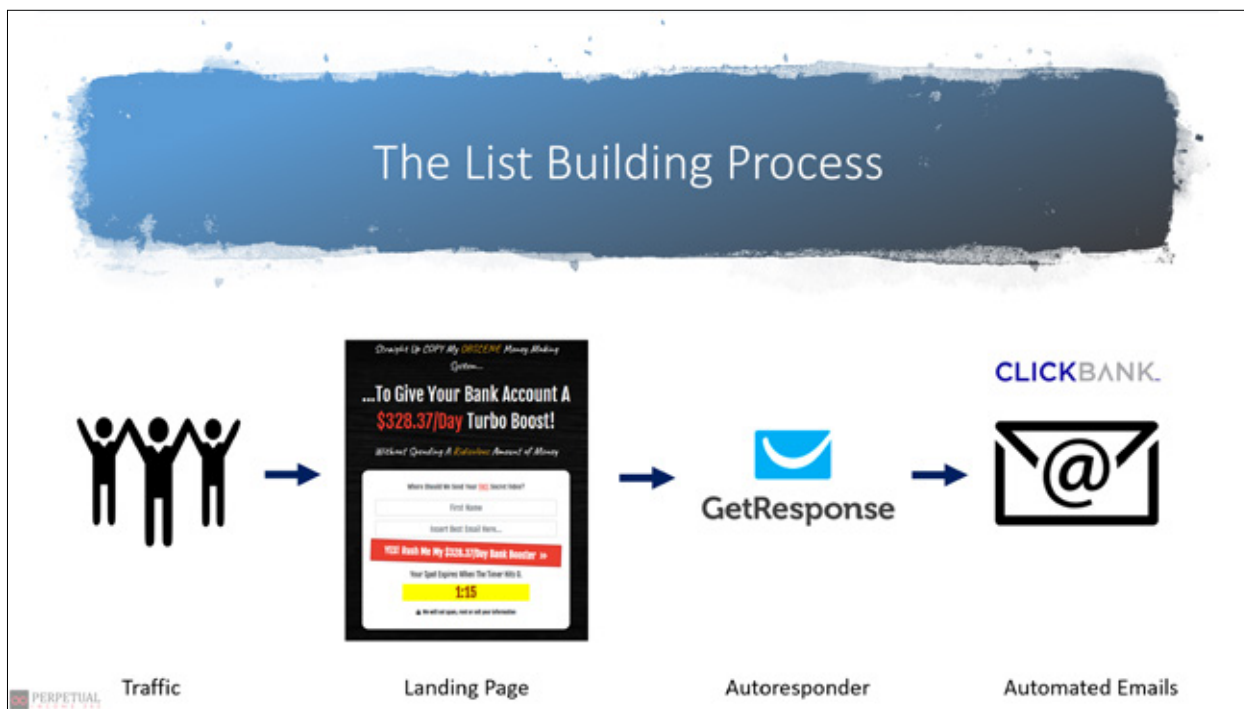 The List Building Process
Straight Up COPY My OBSCENE Money Making
System...
...To Give Your Bank Account A
$328.37/Day Turbo Boost!
Without Spending A Ridiculous Amount of Money
Where Should We Send Your FREE Secret Video?
First Name
Insert Best Email Here...
YES! Rush Me My $328.37/Day Bank Booster »
Your Spot Expires When The Timer Hits 0.
1:15
We will not spam, rent or sell your information
GetResponse
CLICKBANK
@
Traffic
Landing Page
Autoresponder
Automated Emails
PERPETUAL
INCOME 365